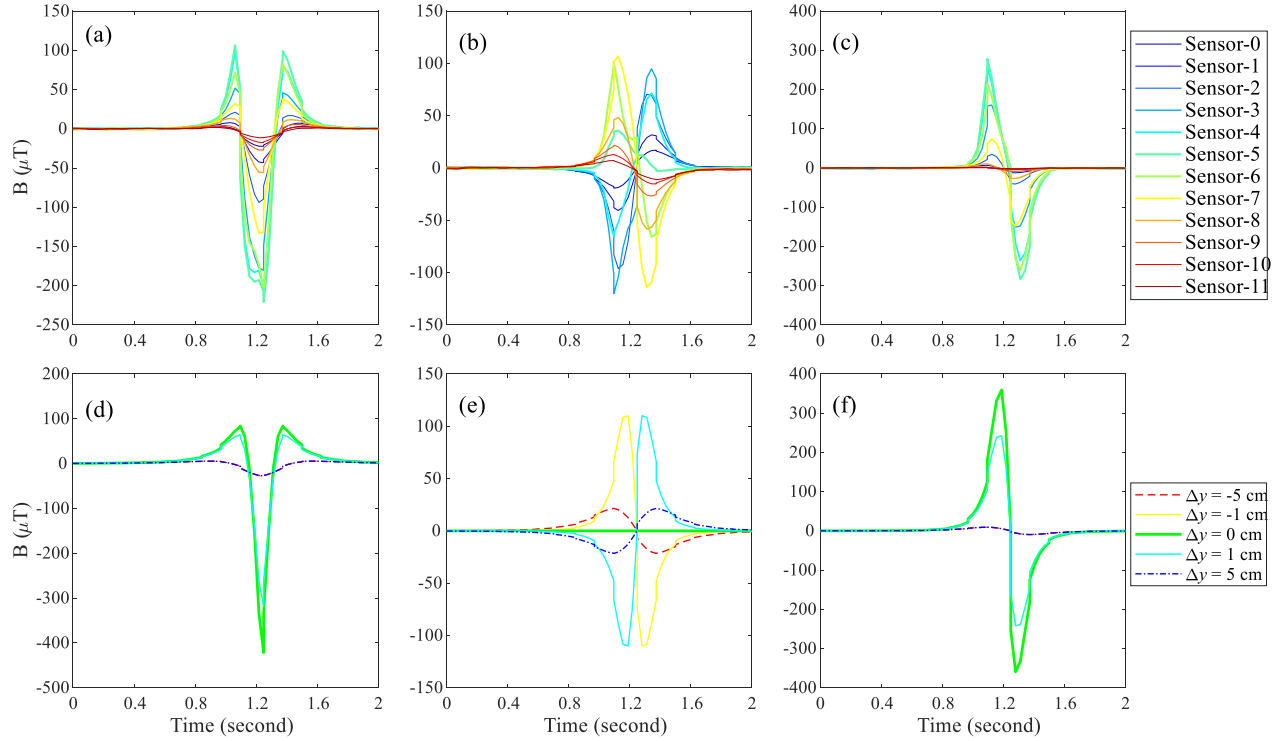 (a)
150
100
50
0
-50
-100
-150
-200
-250
B (μT)
0 0.4 0.8 1.2 1.6 2
(b)
150
100
50
0
-50
-100
-150
0 0.4 0.8 1.2 1.6 2
(c)
400
300
200
100
0
-100
-200
-300
-400
0 0.4 0.8 1.2 1.6 2
Sensor-0
Sensor-1
Sensor-2
Sensor-3
Sensor-4
Sensor-5
Sensor-6
Sensor-7
Sensor-8
Sensor-9
Sensor-10
Sensor-11
(d)
200
100
0
-100
-200
-300
-400
-500
B (μT)
0 0.4 0.8 1.2 1.6 2
Time (second)
(e)
150
100
50
0
-50
-100
-150
0 0.4 0.8 1.2 1.6 2
Time (second)
(f)
400
300
200
100
0
-100
-200
-300
-400
0 0.4 0.8 1.2 1.6 2
Time (second)
Δy = -5 cm
Δy = -1 cm
Δy = 0 cm
Δy = 1 cm
Δy = 5 cm